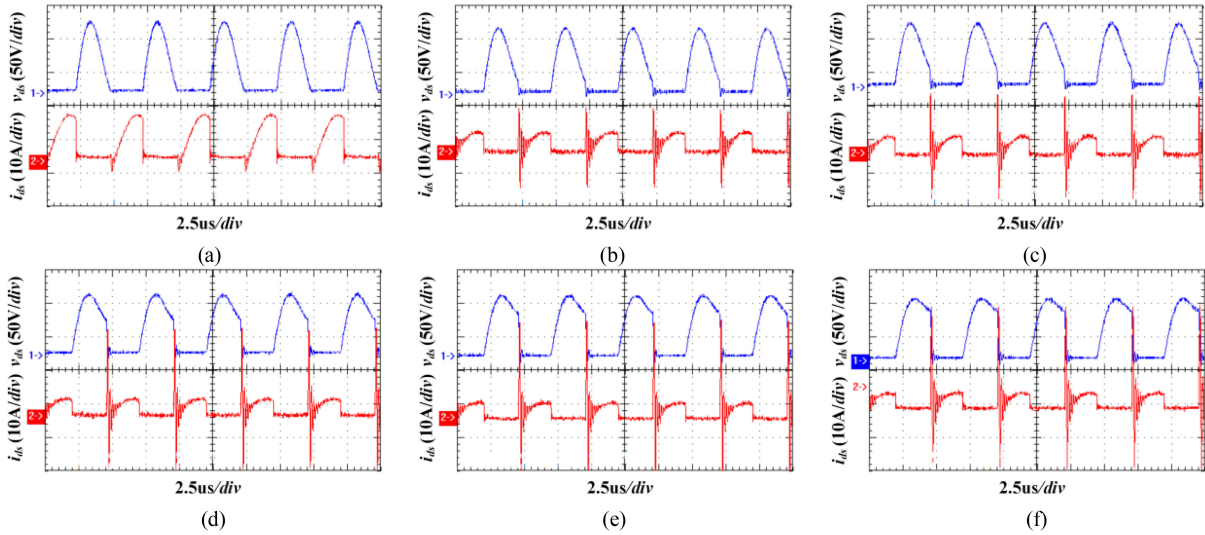 v_ds (50V/div)
1->
i_ds (10A/div)
2->
2.5us/div
(a)
v_ds (50V/div)
1->
i_ds (10A/div)
2->
2.5us/div
(b)
v_ds (50V/div)
1->
i_ds (10A/div)
2->
2.5us/div
(c)
v_ds (50V/div)
1->
i_ds (10A/div)
2->
2.5us/div
(d)
v_ds (50V/div)
1->
i_ds (10A/div)
2->
2.5us/div
(e)
v_ds (50V/div)
1->
i_ds (10A/div)
2->
2.5us/div
(f)